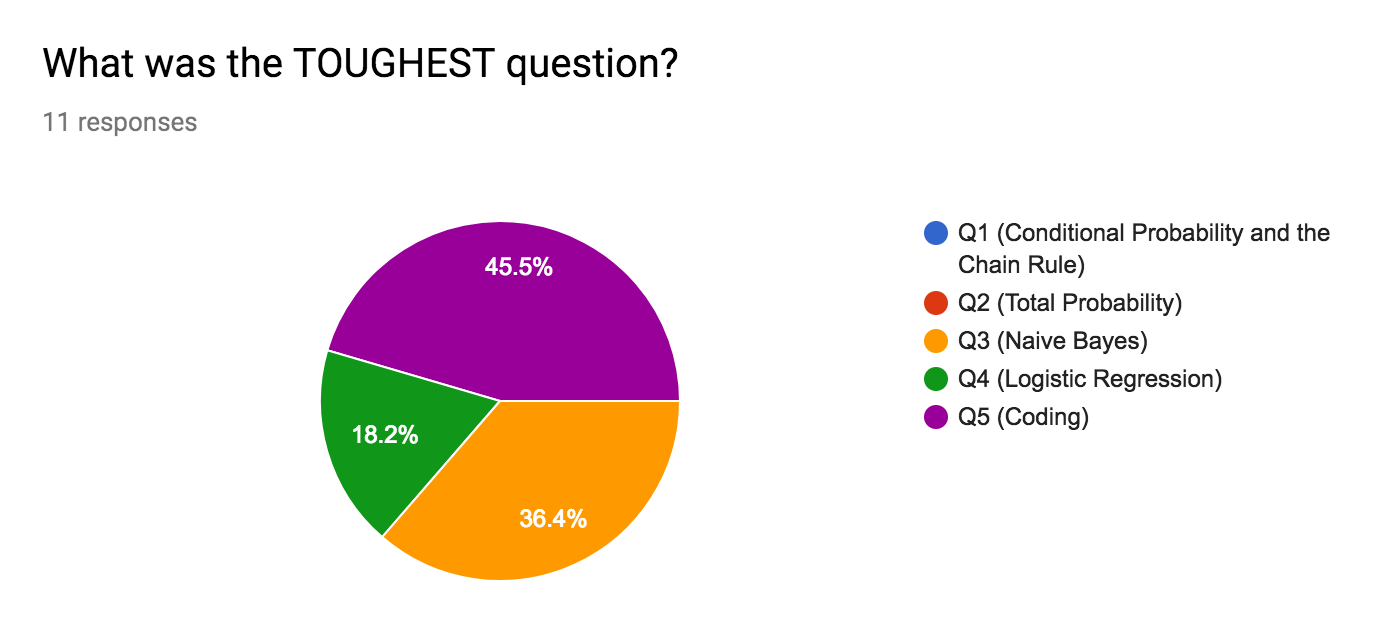 What was the TOUGHEST question?
11 responses
45.5%
18.2%
36.4%
Q1 (Conditional Probability and the
Chain Rule)
Q2 (Total Probability)
Q3 (Naive Bayes)
Q4 (Logistic Regression)
Q5 (Coding)